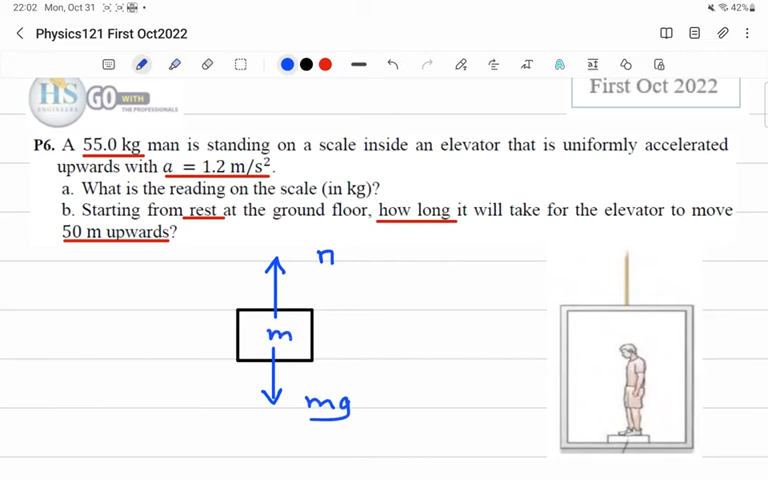 22:02 Mon, Oct 31 42%
Physics121 First Oct2022
HS GO WITH
ENGINEERS THE PROFESSIONALS
First Oct 2022
P6. A 55.0 kg man is standing on a scale inside an elevator that is uniformly accelerated
upwards with a = 1.2 m/s².
a. What is the reading on the scale (in kg)?
b. Starting from rest at the ground floor, how long it will take for the elevator to move
50 m upwards?
n
m
mg